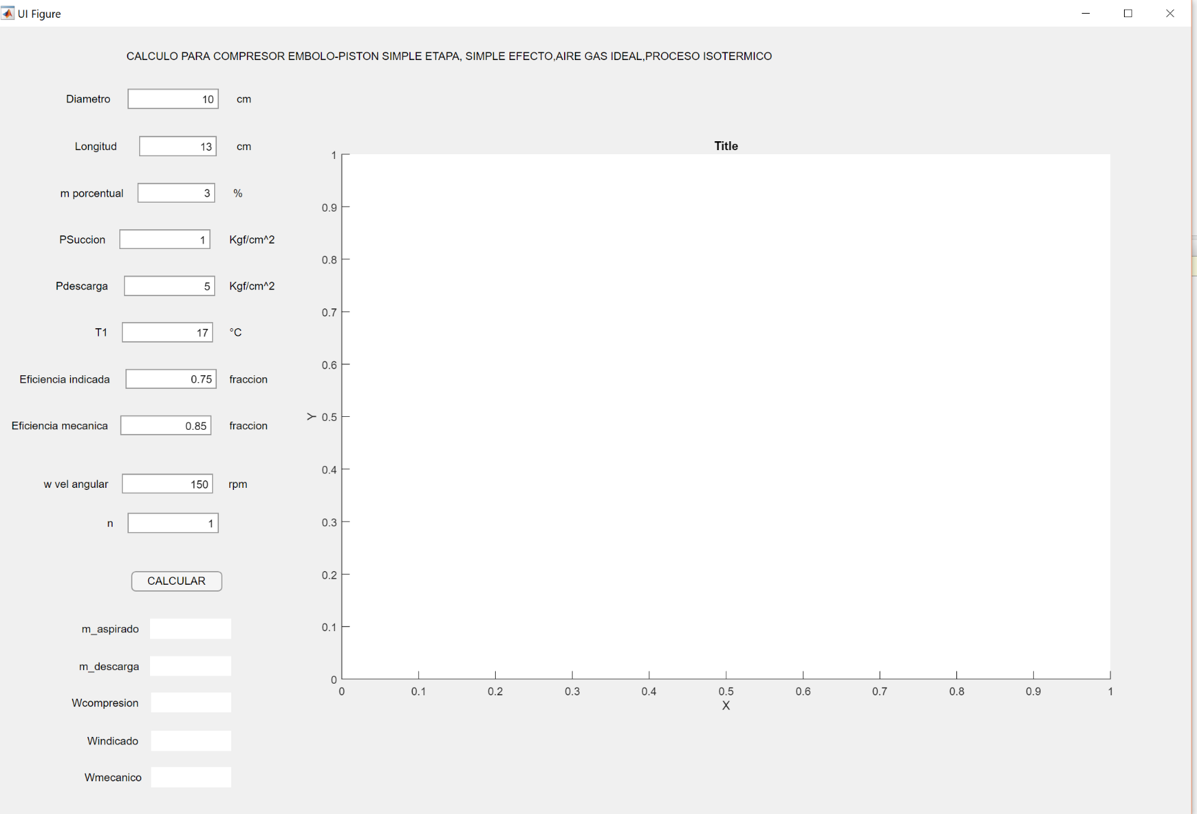 UI Figure
CALCULO PARA COMPRESOR EMBOLO-PISTON SIMPLE ETAPA, SIMPLE EFECTO,AIRE GAS IDEAL,PROCESO ISOTERMICO
Diametro 10 cm
Longitud 13 cm
m porcentual 3 %
PSuccion 1 Kgf/cm^2
Pdescarga 5 Kgf/cm^2
T1 17 °C
Eficiencia indicada 0.75 fraccion
Eficiencia mecanica 0.85 fraccion
w vel angular 150 rpm
n 1
CALCULAR
m_aspirado
m_descarga
Wcompresion
Windicado
Wmecanico
Title
1
0.9
0.8
0.7
0.6
Y 0.5
0.4
0.3
0.2
0.1
0
0 0.1 0.2 0.3 0.4 0.5 0.6 0.7 0.8 0.9 1
X